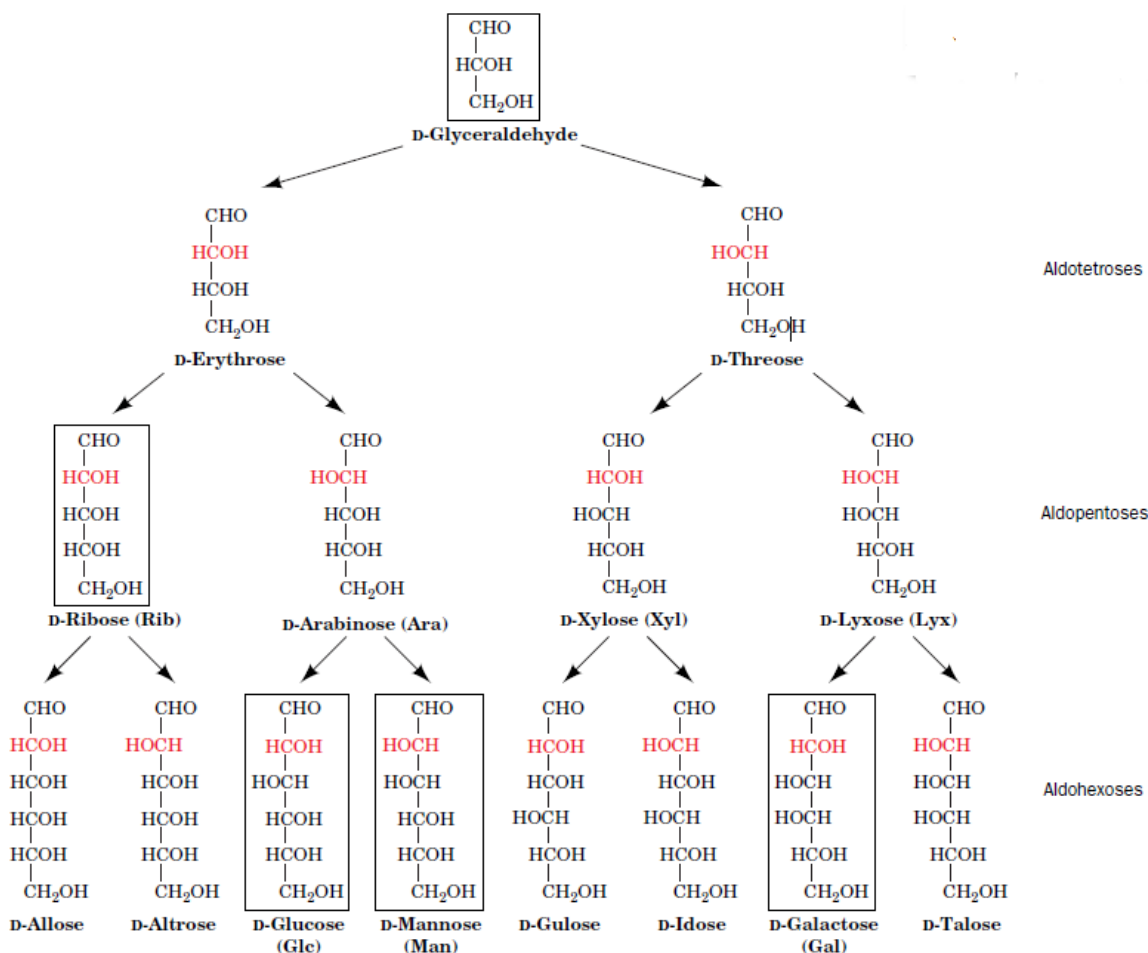 CHO
HCOH
CH₂OH
D-Glyceraldehyde
CHO CHO
HCOH HOCH
Aldotetroses
HCOH HCOH
CH₂OH CH₂OH
D-Erythrose D-Threose
CHO CHO CHO CHO
HCOH HOCH HCOH HOCH
HCOH HCOH HOCH HOCH Aldopentoses
HCOH HCOH HCOH HCOH
CH₂OH CH₂OH CH₂OH CH₂OH
D-Ribose (Rib) D-Arabinose (Ara) D-Xylose (Xyl) D-Lyxose (Lyx)
CHO CHO CHO CHO CHO CHO CHO CHO
HCOH HOCH HCOH HOCH HCOH HOCH HCOH HOCH
HCOH HCOH HOCH HOCH HCOH HCOH HOCH HOCH Aldohexoses
HCOH HCOH HCOH HCOH HOCH HOCH HOCH HOCH
HCOH HCOH HCOH HCOH HCOH HCOH HCOH HCOH
CH₂OH CH₂OH CH₂OH CH₂OH CH₂OH CH₂OH CH₂OH CH₂OH
D-Allose D-Altrose D-Glucose D-Mannose D-Gulose D-Idose D-Galactose D-Talose
(Glc) (Man) (Gal)